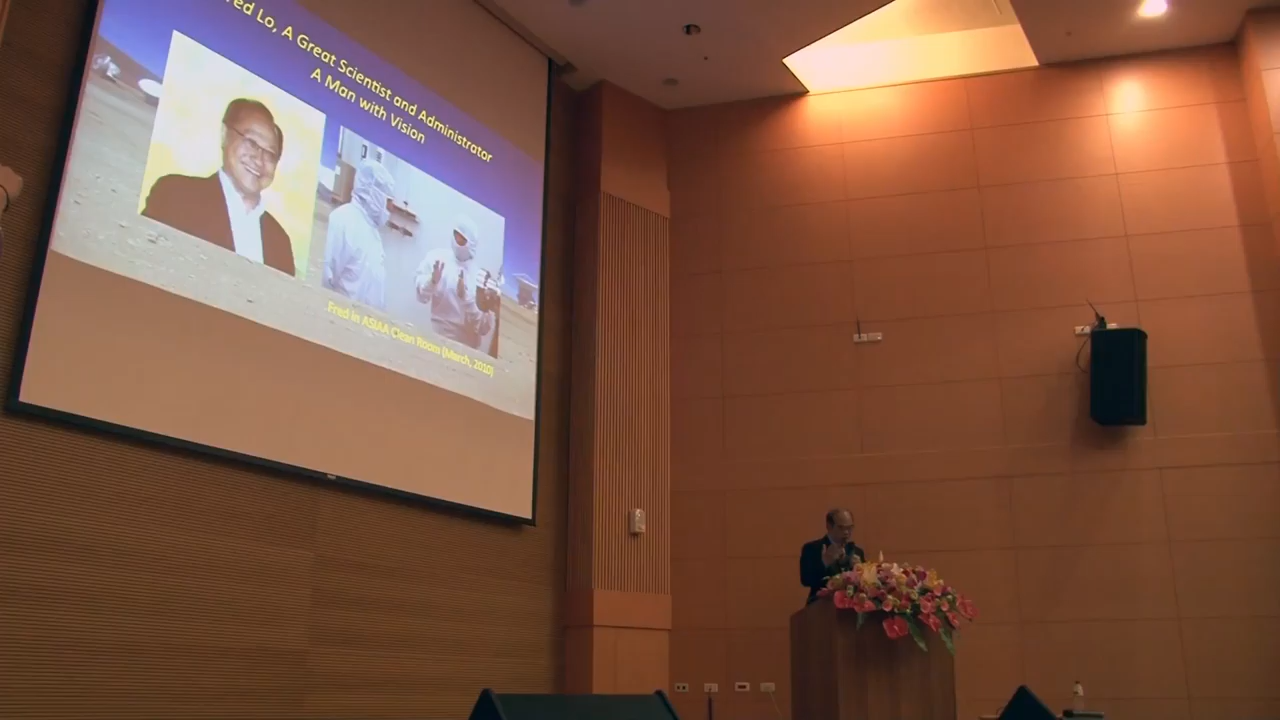 red Lo, A Great Scientist and Administrator
A Man with Vision
Fred in ASIAA Clean Room (March, 2010)